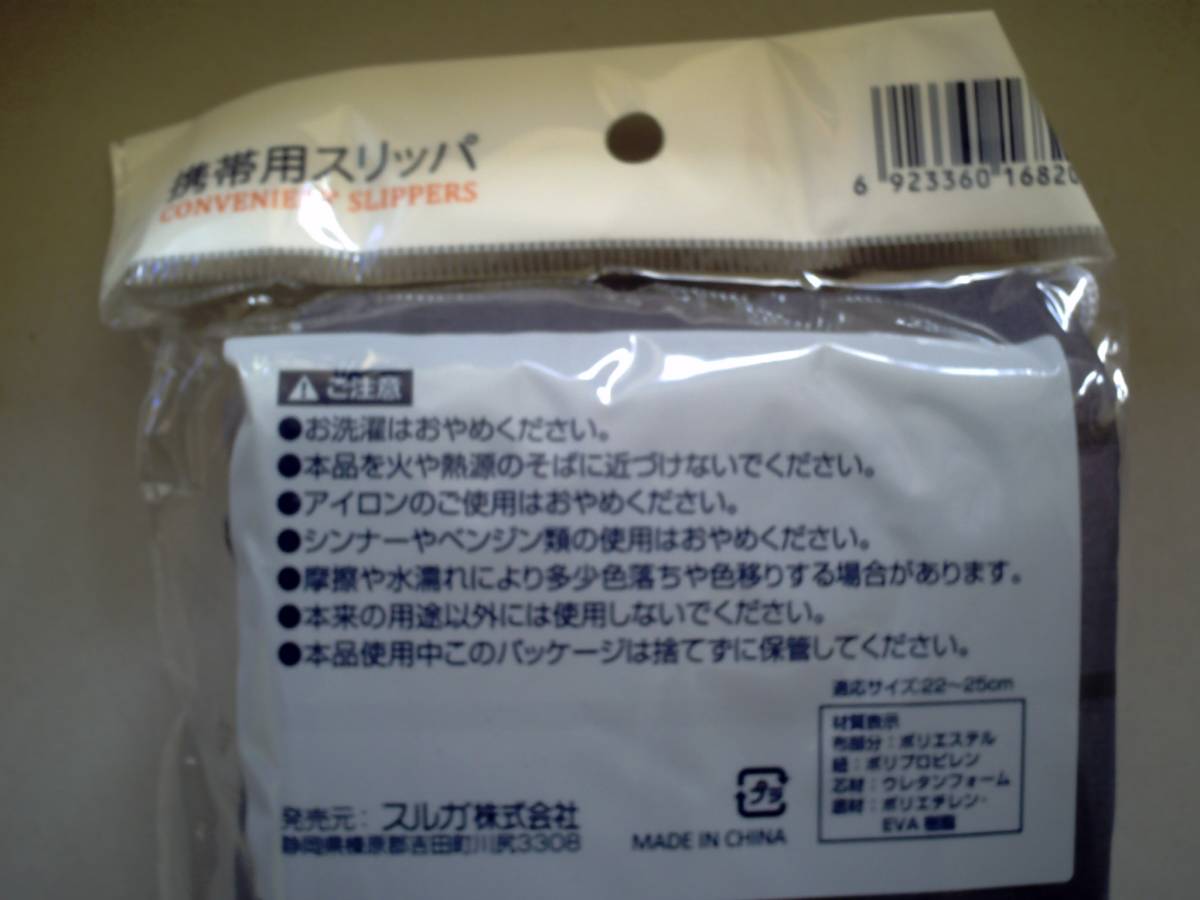 携帯用スリッパ
CONVENIENT SLIPPERS
6 923360 16820
ご注意
●お洗濯はおやめください。
●本品を火や熱源のそばに近づけないでください。
●アイロンのご使用はおやめください。
●シンナーやベンジン類の使用はおやめください。
●摩擦や水濡れにより多少色落ちや色移りする場合があります。
●本来の用途以外には使用しないでください。
●本品使用中このパッケージは捨てずに保管してください。
適応サイズ:22〜25cm
材質表示
布部分：ポリエステル
紐：ポリプロピレン
芯材：ウレタンフォーム
底材：ポリエチレン・
EVA 樹脂
プラ
発売元：スルガ株式会社
静岡県榛原郡吉田町川尻3308
MADE IN CHINA